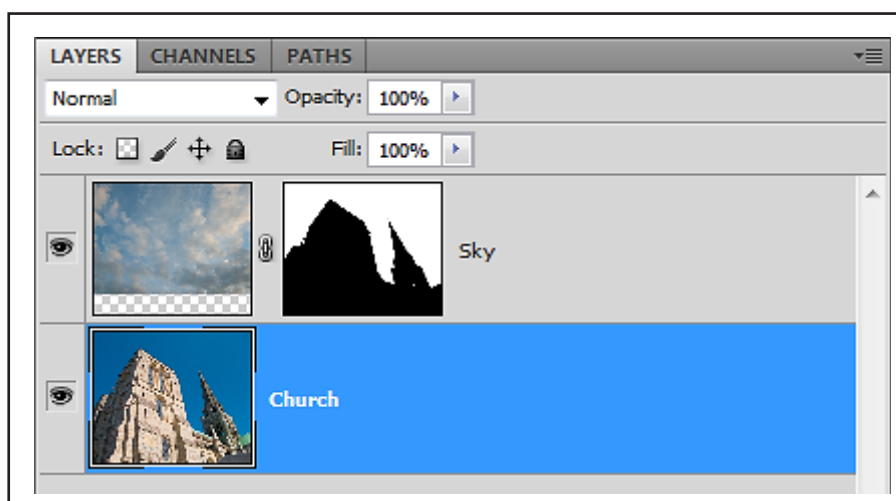 LAYERS CHANNELS PATHS
Normal Opacity: 100%
Lock: Fill: 100%
Sky
Church